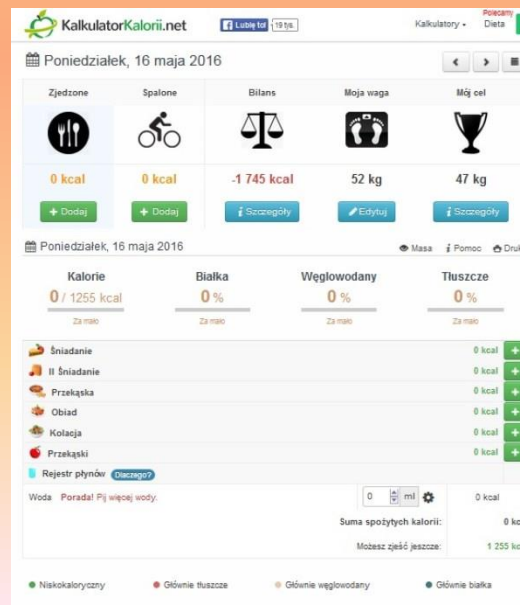 KalkulatorKalorii.net Lubię to! 19 tys. Kalkulatory Polecamy Dieta
Poniedziałek, 16 maja 2016
Zjedzone Spalone Bilans Moja waga Mój cel
0 kcal 0 kcal -1 745 kcal 52 kg 47 kg
+ Dodaj + Dodaj i Szczegóły Edytuj i Szczegóły
Poniedziałek, 16 maja 2016 Masa i Pomoc Druk
Kalorie Białka Węglowodany Tłuszcze
0 / 1255 kcal 0 % 0 % 0 %
Za mało Za mało Za mało Za mało
Śniadanie 0 kcal +
II Śniadanie 0 kcal +
Przekąska 0 kcal +
Obiad 0 kcal +
Kolacja 0 kcal +
Przekąski 0 kcal +
Rejestr płynów Dlaczego?
Woda Porada! Pij więcej wody. 0 ml 0 kcal
Suma spożytych kalorii: 0 kc
Możesz zjeść jeszcze: 1 255 kc
Niskokaloryczny Głównie tłuszcze Głównie węglowodany Głównie białka